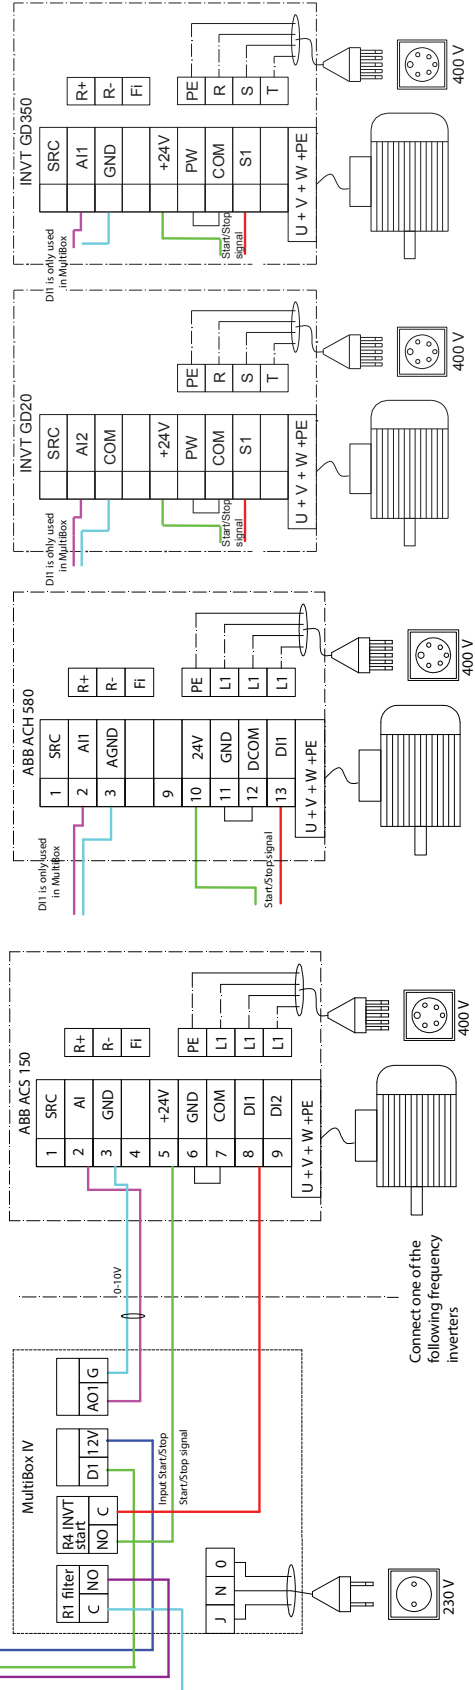 MultiBox IV
R1 filter
C NO
R4 INVT
start
NO C
D1 12V
AO1 G
J N 0
230 V
Input Start/Stop
Start/Stop signal
0-10V
Connect one of the
following frequency
inverters
ABB ACS 150
1 SRC
2 AI
3 GND
4
5 +24V
6 GND
7 COM
8 DI1
9 DI2
U + V + W +PE
R+
R-
Fi
PE
L1
L1
L1
400 V
ABB ACH 580
1 SRC
2 AI1
3 AGND
9
10 24V
11 GND
12 DCOM
13 DI1
U + V + W +PE
R+
R-
Fi
PE
L1
L1
L1
DI1 is only used
in MultiBox
Start/Stop signal
400 V
INVT GD20
SRC
AI2
COM
+24V
PW
COM
S1
U + V + W +PE
PE
R
S
T
DI1 is only used
in MultiBox
Start/Stop
signal
400 V
INVT GD350
SRC
AI1
GND
+24V
PW
COM
S1
U + V + W +PE
R+
R-
Fi
PE
R
S
T
DI1 is only used
in MultiBox
Start/Stop
signal
400 V